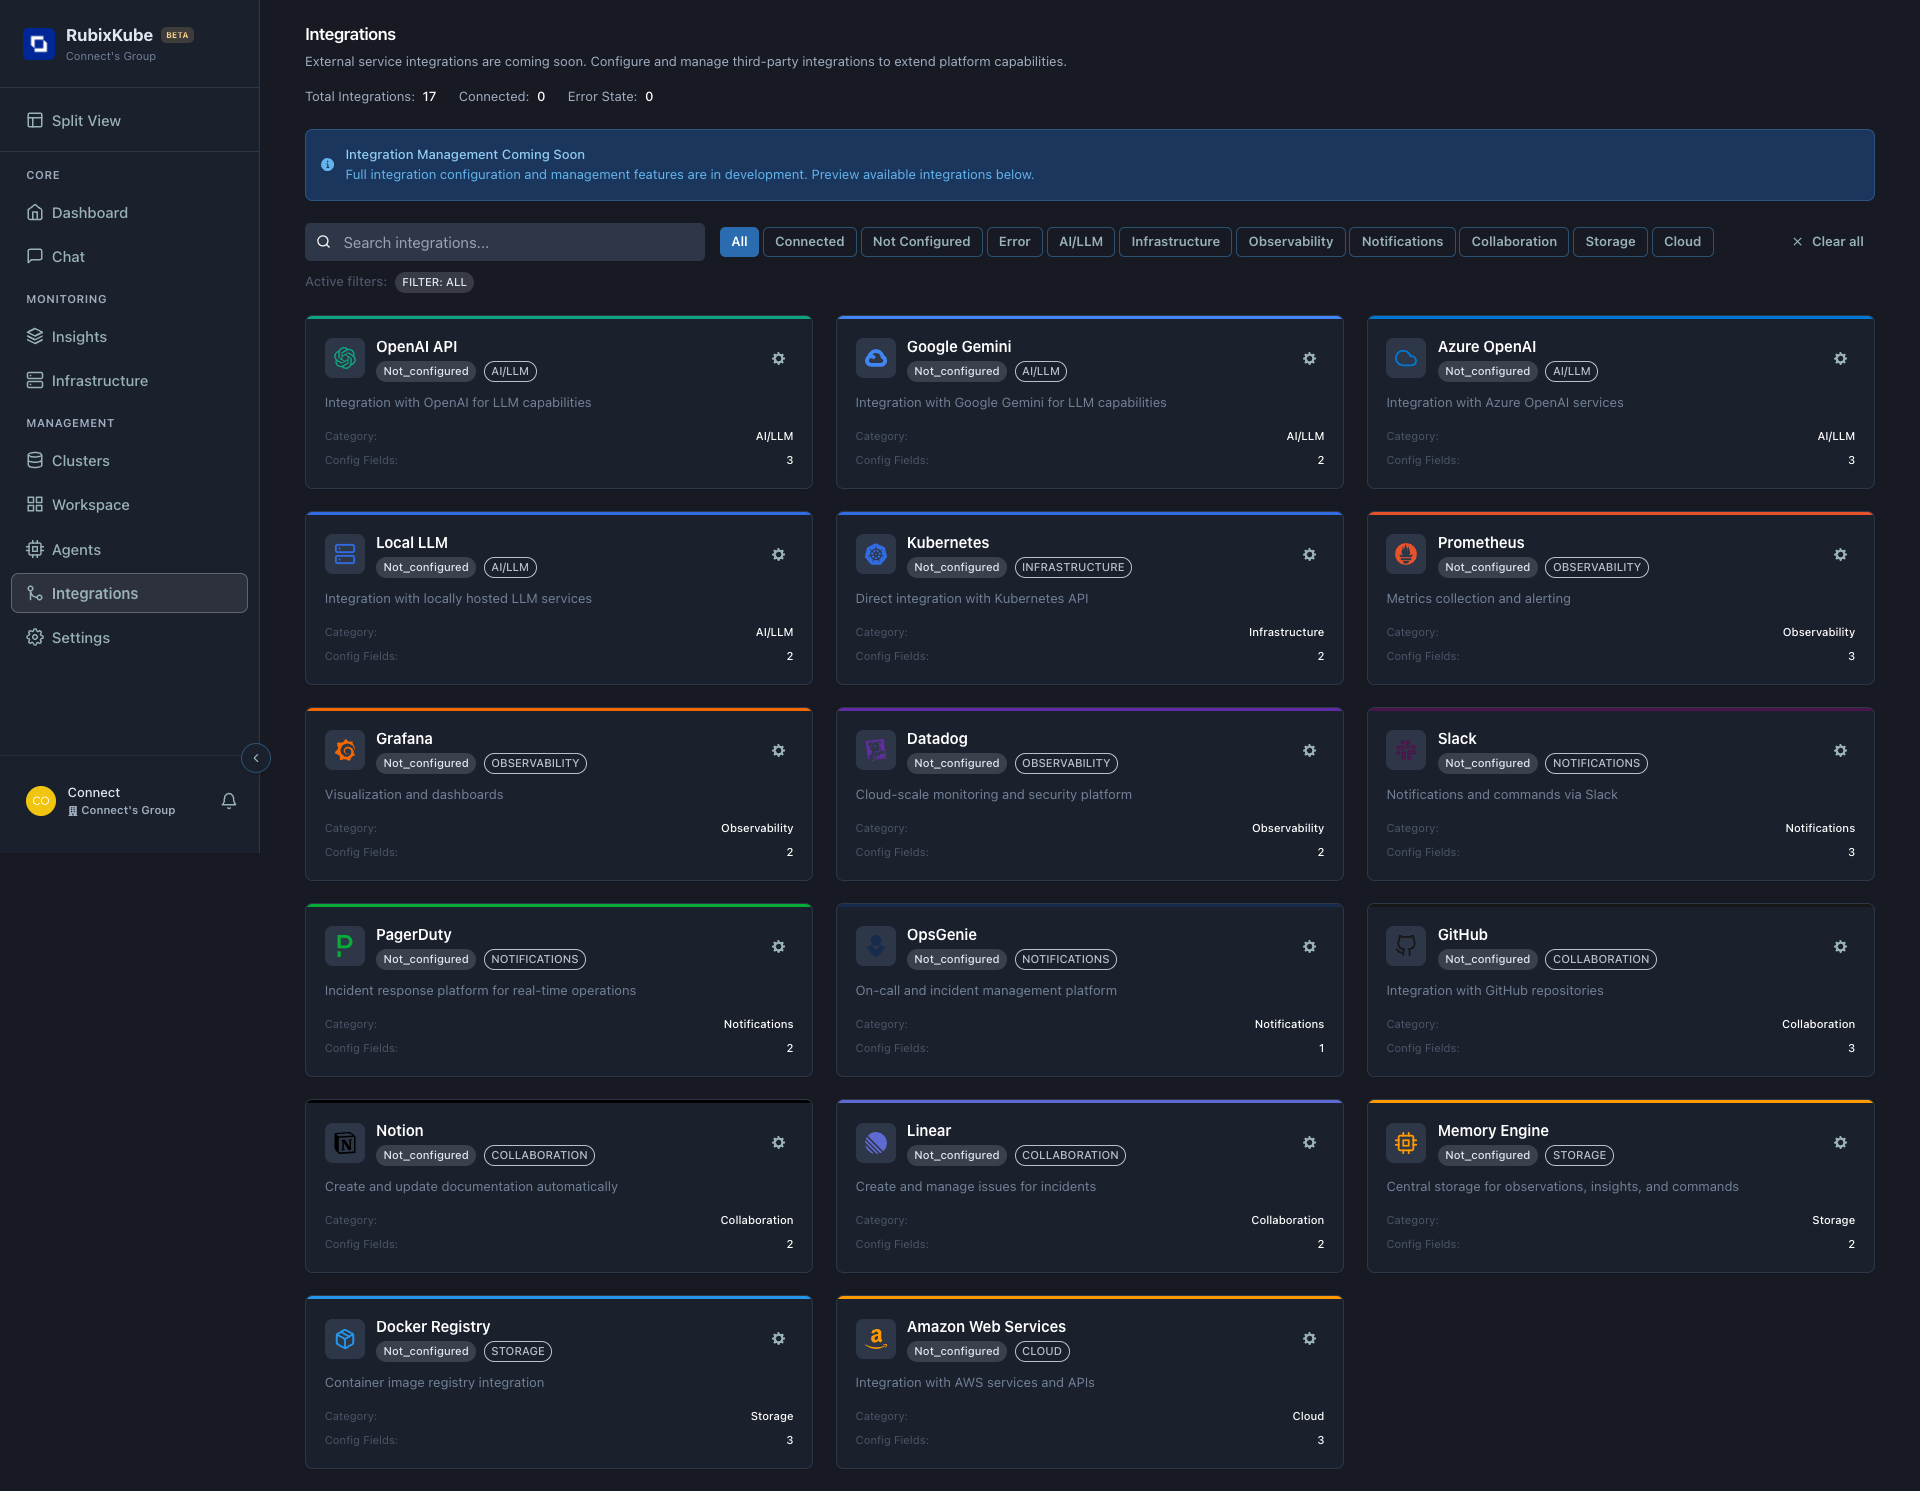 RubixKube BETA
Connect's Group
Split View
CORE
Dashboard
Chat
MONITORING
Insights
Infrastructure
MANAGEMENT
Clusters
Workspace
Agents
Integrations
Settings
CO
Connect
Connect's Group
Integrations
External service integrations are coming soon. Configure and manage third-party integrations to extend platform capabilities.
Total Integrations: 17 Connected: 0 Error State: 0
Integration Management Coming Soon
Full integration configuration and management features are in development. Preview available integrations below.
Search integrations...
All Connected Not Configured Error AI/LLM Infrastructure Observability Notifications Collaboration Storage Cloud Clear all
Active filters: FILTER: ALL
OpenAI API
Not_configured AI/LLM
Integration with OpenAI for LLM capabilities
Category: AI/LLM
Config Fields: 3
Google Gemini
Not_configured AI/LLM
Integration with Google Gemini for LLM capabilities
Category: AI/LLM
Config Fields: 2
Azure OpenAI
Not_configured AI/LLM
Integration with Azure OpenAI services
Category: AI/LLM
Config Fields: 3
Local LLM
Not_configured AI/LLM
Integration with locally hosted LLM services
Category: AI/LLM
Config Fields: 2
Kubernetes
Not_configured INFRASTRUCTURE
Direct integration with Kubernetes API
Category: Infrastructure
Config Fields: 2
Prometheus
Not_configured OBSERVABILITY
Metrics collection and alerting
Category: Observability
Config Fields: 3
Grafana
Not_configured OBSERVABILITY
Visualization and dashboards
Category: Observability
Config Fields: 2
Datadog
Not_configured OBSERVABILITY
Cloud-scale monitoring and security platform
Category: Observability
Config Fields: 2
Slack
Not_configured NOTIFICATIONS
Notifications and commands via Slack
Category: Notifications
Config Fields: 3
PagerDuty
Not_configured NOTIFICATIONS
Incident response platform for real-time operations
Category: Notifications
Config Fields: 2
OpsGenie
Not_configured NOTIFICATIONS
On-call and incident management platform
Category: Notifications
Config Fields: 1
GitHub
Not_configured COLLABORATION
Integration with GitHub repositories
Category: Collaboration
Config Fields: 3
Notion
Not_configured COLLABORATION
Create and update documentation automatically
Category: Collaboration
Config Fields: 2
Linear
Not_configured COLLABORATION
Create and manage issues for incidents
Category: Collaboration
Config Fields: 2
Memory Engine
Not_configured STORAGE
Central storage for observations, insights, and commands
Category: Storage
Config Fields: 2
Docker Registry
Not_configured STORAGE
Container image registry integration
Category: Storage
Config Fields: 3
Amazon Web Services
Not_configured CLOUD
Integration with AWS services and APIs
Category: Cloud
Config Fields: 3